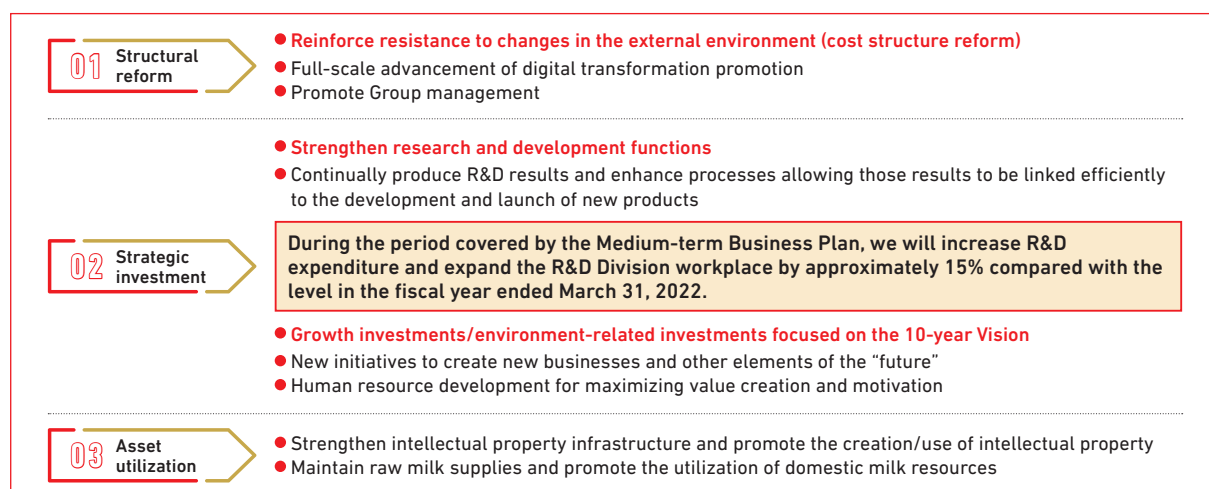 01 Structural
reform
● Reinforce resistance to changes in the external environment (cost structure reform)
● Full-scale advancement of digital transformation promotion
● Promote Group management
02 Strategic
investment
● Strengthen research and development functions
● Continually produce R&D results and enhance processes allowing those results to be linked efficiently
to the development and launch of new products
During the period covered by the Medium-term Business Plan, we will increase R&D
expenditure and expand the R&D Division workplace by approximately 15% compared with the
level in the fiscal year ended March 31, 2022.
● Growth investments/environment-related investments focused on the 10-year Vision
● New initiatives to create new businesses and other elements of the “future”
● Human resource development for maximizing value creation and motivation
03 Asset
utilization
● Strengthen intellectual property infrastructure and promote the creation/use of intellectual property
● Maintain raw milk supplies and promote the utilization of domestic milk resources